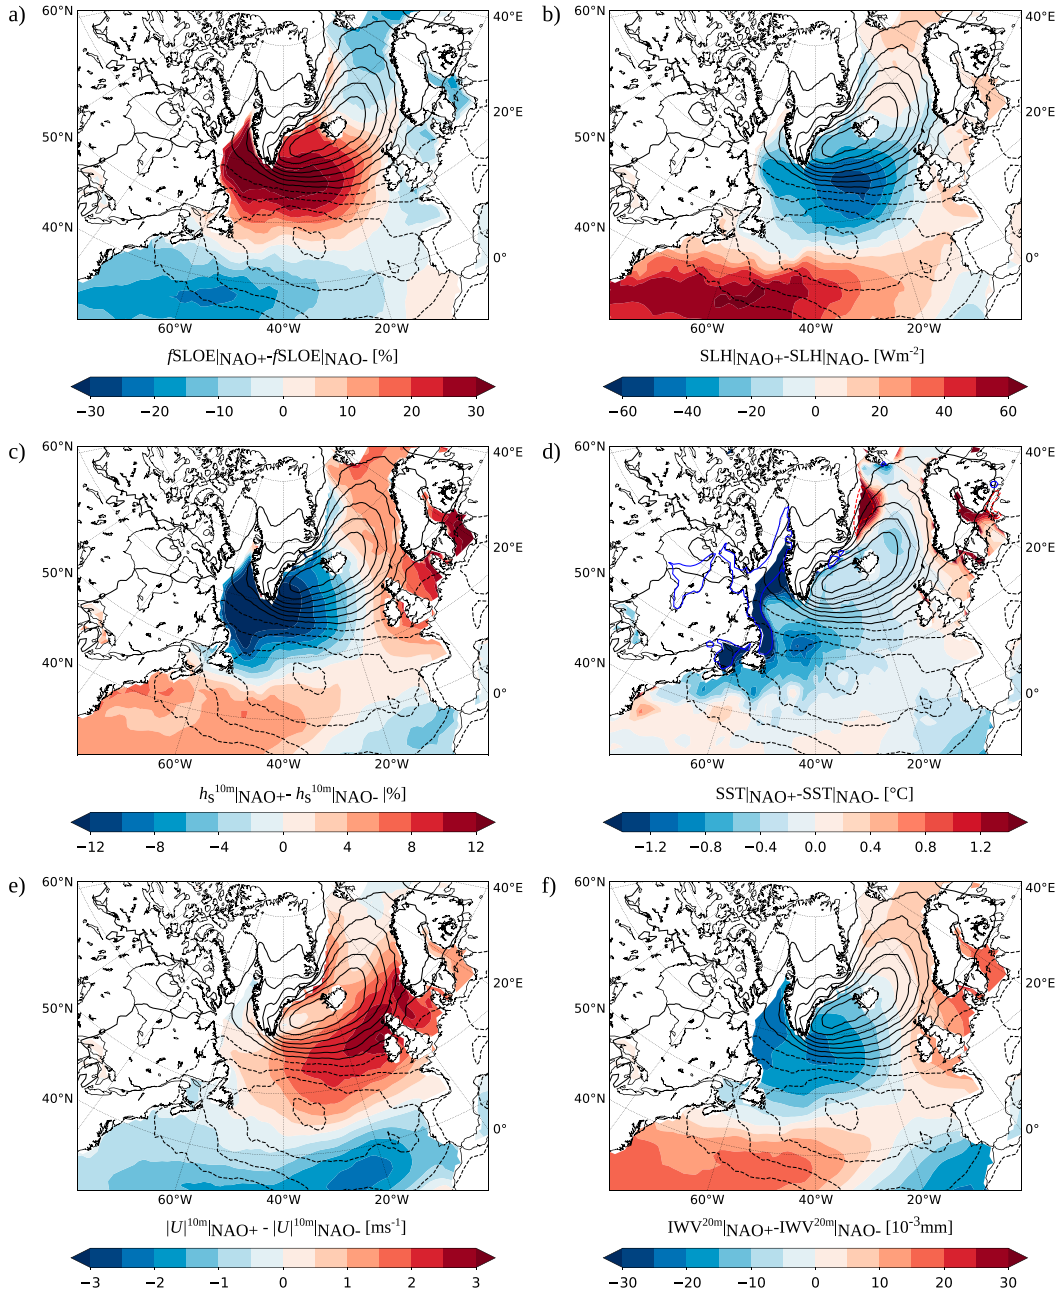 a)
60°N
40°E
20°E
50°N
40°N
0°
60°W
40°W
20°W
fSLOE|NAO+-fSLOE|NAO- [%]
−30 −20 −10 0 10 20 30
b)
60°N
40°E
20°E
50°N
40°N
0°
60°W
40°W
20°W
SLH|NAO+-SLH|NAO- [Wm-2]
−60 −40 −20 0 20 40 60
c)
60°N
40°E
20°E
50°N
40°N
0°
60°W
40°W
20°W
hs10m|NAO+- hs10m|NAO- |%]
−12 −8 −4 0 4 8 12
d)
60°N
40°E
20°E
50°N
40°N
0°
60°W
40°W
20°W
SST|NAO+-SST|NAO- [°C]
−1.2 −0.8 −0.4 0.0 0.4 0.8 1.2
e)
60°N
40°E
20°E
50°N
40°N
0°
60°W
40°W
20°W
|U|10m|NAO+ - |U|10m|NAO- [ms-1]
−3 −2 −1 0 1 2 3
f)
60°N
40°E
20°E
50°N
40°N
0°
60°W
40°W
20°W
IWV20m|NAO+-IWV20m|NAO- [10-3mm]
−30 −20 −10 0 10 20 30